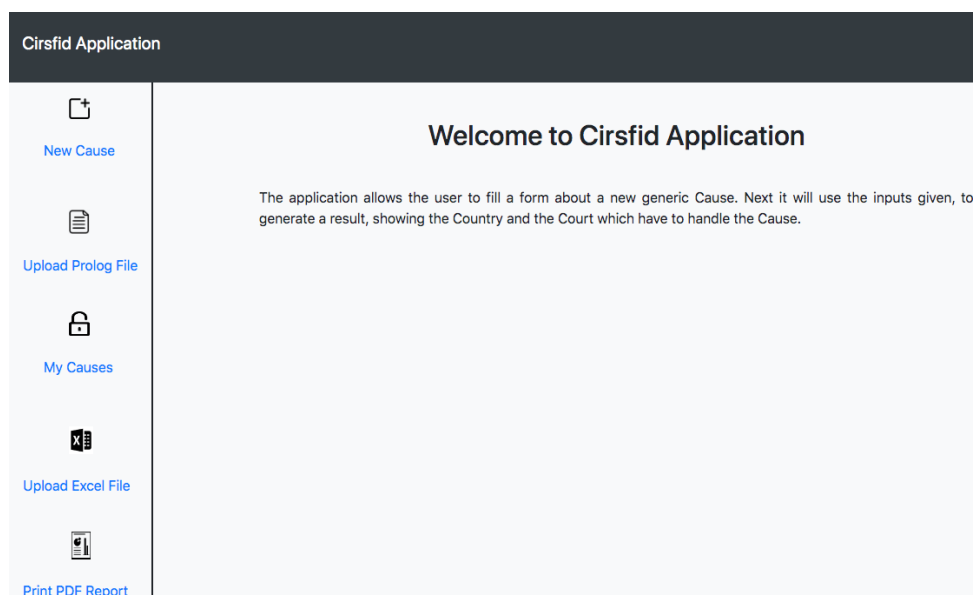 Cirsfid Application
New Cause
Upload Prolog File
My Causes
Upload Excel File
Print PDF Report
Welcome to Cirsfid Application
The application allows the user to fill a form about a new generic Cause. Next it will use the inputs given, to
generate a result, showing the Country and the Court which have to handle the Cause.